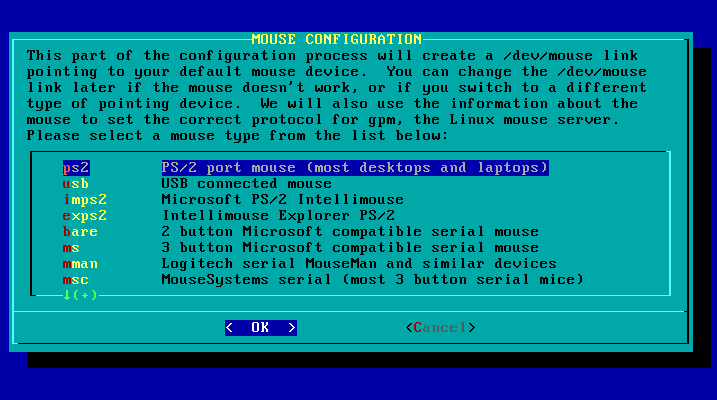 MOUSE CONFIGURATION
This part of the configuration process will create a /dev/mouse link
pointing to your default mouse device.  You can change the /dev/mouse
link later if the mouse doesn't work, or if you switch to a different
type of pointing device.  We will also use the information about the
mouse to set the correct protocol for gpm, the Linux mouse server.
Please select a mouse type from the list below:
ps2 PS/2 port mouse (most desktops and laptops)
usb USB connected mouse
imps2 Microsoft PS/2 Intellimouse
exps2 Intellimouse Explorer PS/2
bare 2 button Microsoft compatible serial mouse
ms 3 button Microsoft compatible serial mouse
mman Logitech serial MouseMan and similar devices
msc MouseSystems serial (most 3 button serial mice)
↓(+)
< OK > <Cancel>